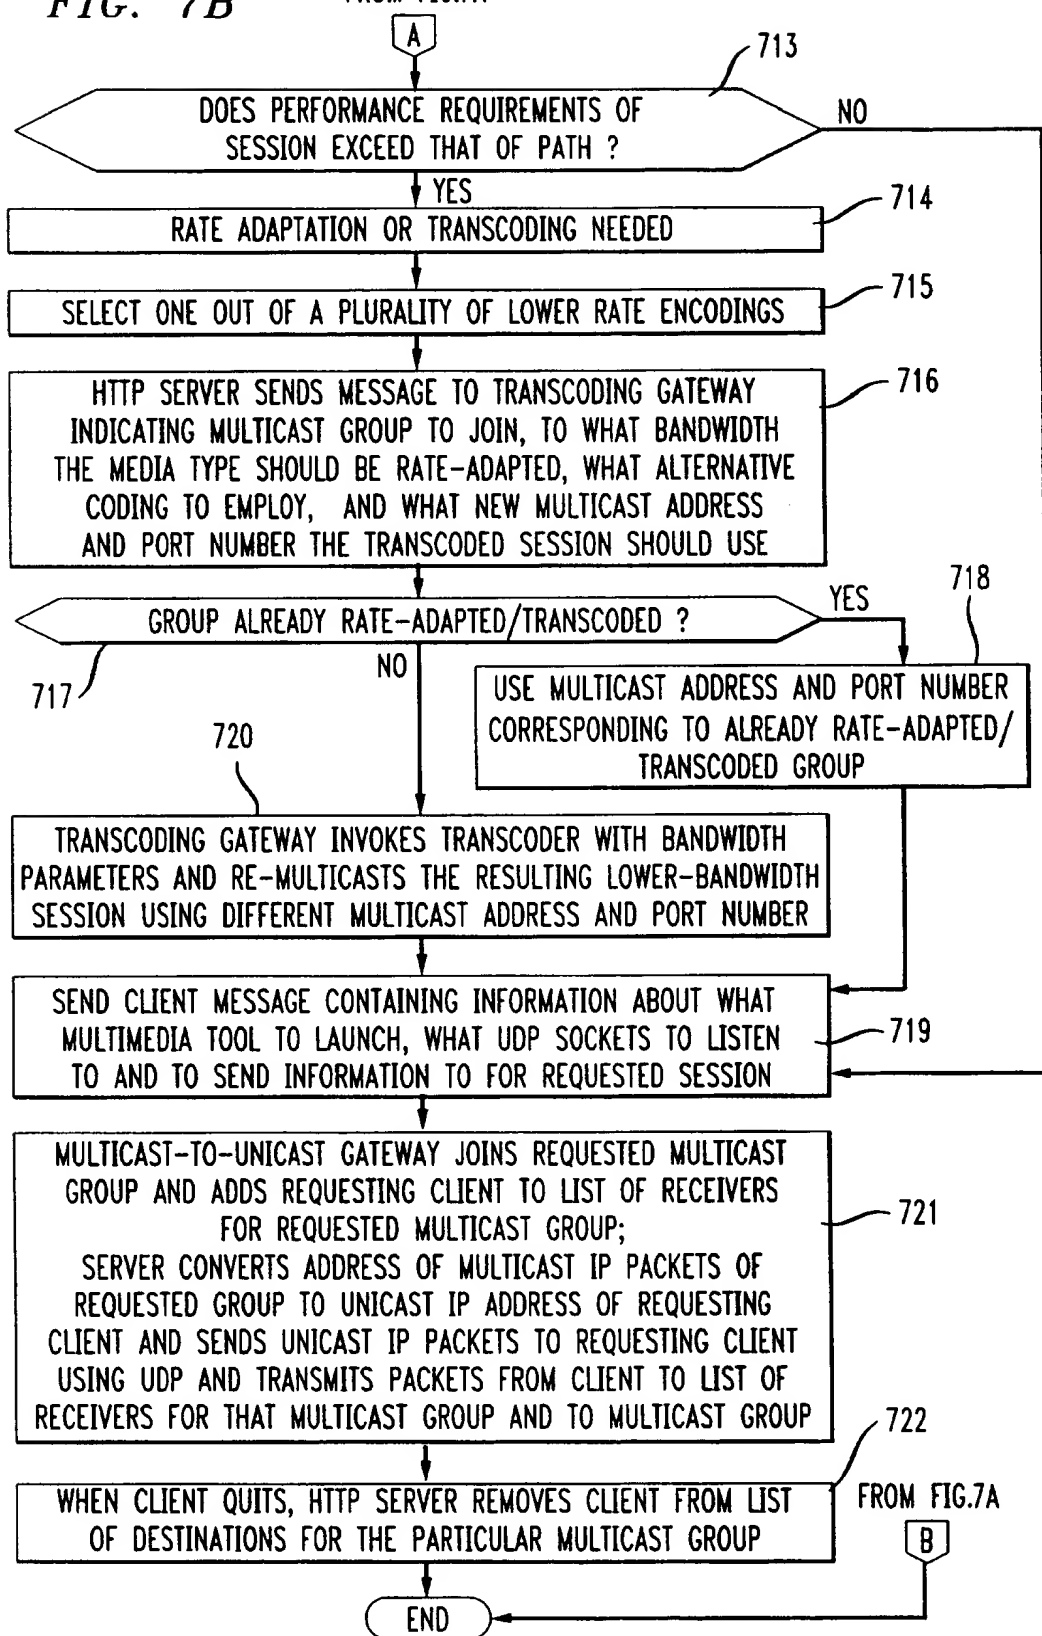 FIG. 7B
A
713
DOES PERFORMANCE REQUIREMENTS OF
SESSION EXCEED THAT OF PATH ?
NO
YES
714
RATE ADAPTATION OR TRANSCODING NEEDED
715
SELECT ONE OUT OF A PLURALITY OF LOWER RATE ENCODINGS
716
HTTP SERVER SENDS MESSAGE TO TRANSCODING GATEWAY
INDICATING MULTICAST GROUP TO JOIN, TO WHAT BANDWIDTH
THE MEDIA TYPE SHOULD BE RATE-ADAPTED, WHAT ALTERNATIVE
CODING TO EMPLOY, AND WHAT NEW MULTICAST ADDRESS
AND PORT NUMBER THE TRANSCODED SESSION SHOULD USE
GROUP ALREADY RATE-ADAPTED/TRANSCODED ?
YES
718
717
NO
USE MULTICAST ADDRESS AND PORT NUMBER
CORRESPONDING TO ALREADY RATE-ADAPTED/
TRANSCODED GROUP
720
TRANSCODING GATEWAY INVOKES TRANSCODER WITH BANDWIDTH
PARAMETERS AND RE-MULTICASTS THE RESULTING LOWER-BANDWIDTH
SESSION USING DIFFERENT MULTICAST ADDRESS AND PORT NUMBER
SEND CLIENT MESSAGE CONTAINING INFORMATION ABOUT WHAT
MULTIMEDIA TOOL TO LAUNCH, WHAT UDP SOCKETS TO LISTEN
TO AND TO SEND INFORMATION TO FOR REQUESTED SESSION
719
MULTICAST-TO-UNICAST GATEWAY JOINS REQUESTED MULTICAST
GROUP AND ADDS REQUESTING CLIENT TO LIST OF RECEIVERS
FOR REQUESTED MULTICAST GROUP;
SERVER CONVERTS ADDRESS OF MULTICAST IP PACKETS OF
REQUESTED GROUP TO UNICAST IP ADDRESS OF REQUESTING
CLIENT AND SENDS UNICAST IP PACKETS TO REQUESTING CLIENT
USING UDP AND TRANSMITS PACKETS FROM CLIENT TO LIST OF
RECEIVERS FOR THAT MULTICAST GROUP AND TO MULTICAST GROUP
721
722
WHEN CLIENT QUITS, HTTP SERVER REMOVES CLIENT FROM LIST
OF DESTINATIONS FOR THE PARTICULAR MULTICAST GROUP
FROM FIG.7A
B
END